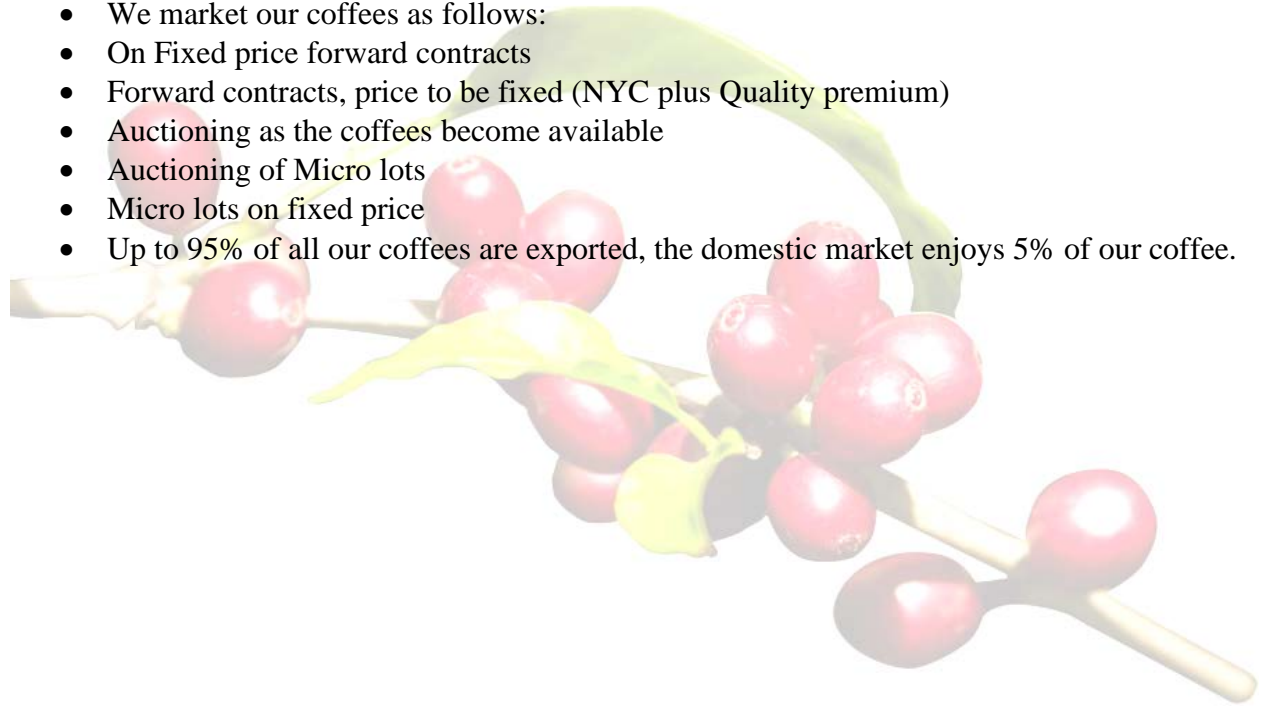 • We market our coffees as follows:
• On Fixed price forward contracts
• Forward contracts, price to be fixed (NYC plus Quality premium)
• Auctioning as the coffees become available
• Auctioning of Micro lots
• Micro lots on fixed price
• Up to 95% of all our coffees are exported, the domestic market enjoys 5% of our coffee.